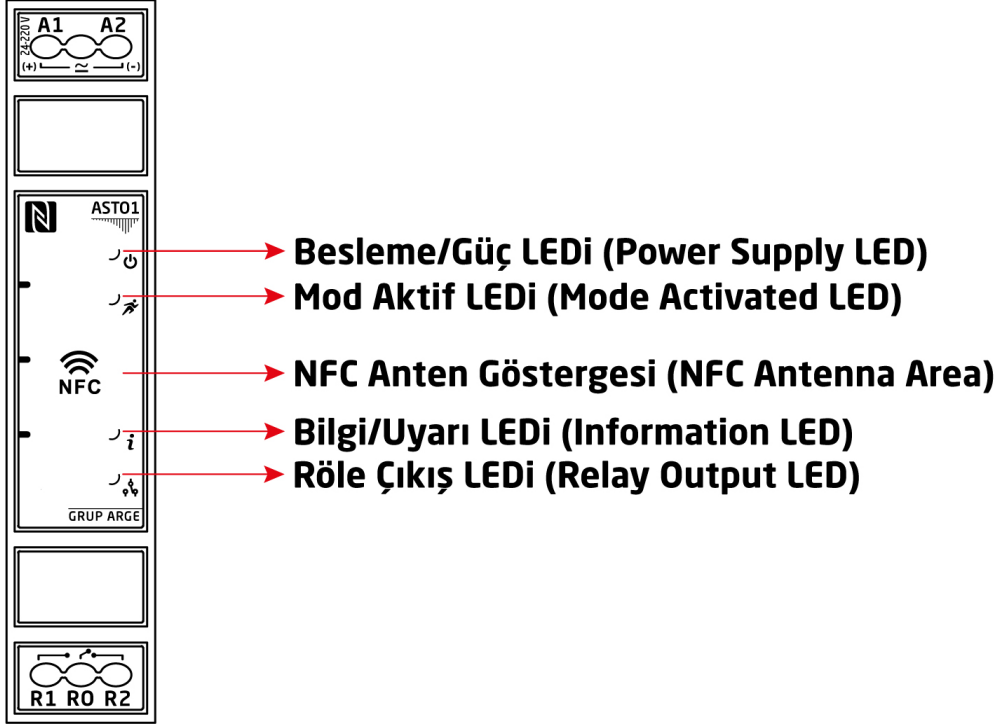 24-220 V
A1 A2
(+) ≃ (-)
AST01
Besleme/Güç LEDi (Power Supply LED)
Mod Aktif LEDi (Mode Activated LED)
NFC
NFC Anten Göstergesi (NFC Antenna Area)
i
Bilgi/Uyarı LEDi (Information LED)
Röle Çıkış LEDi (Relay Output LED)
GRUP ARGE
R1 R0 R2